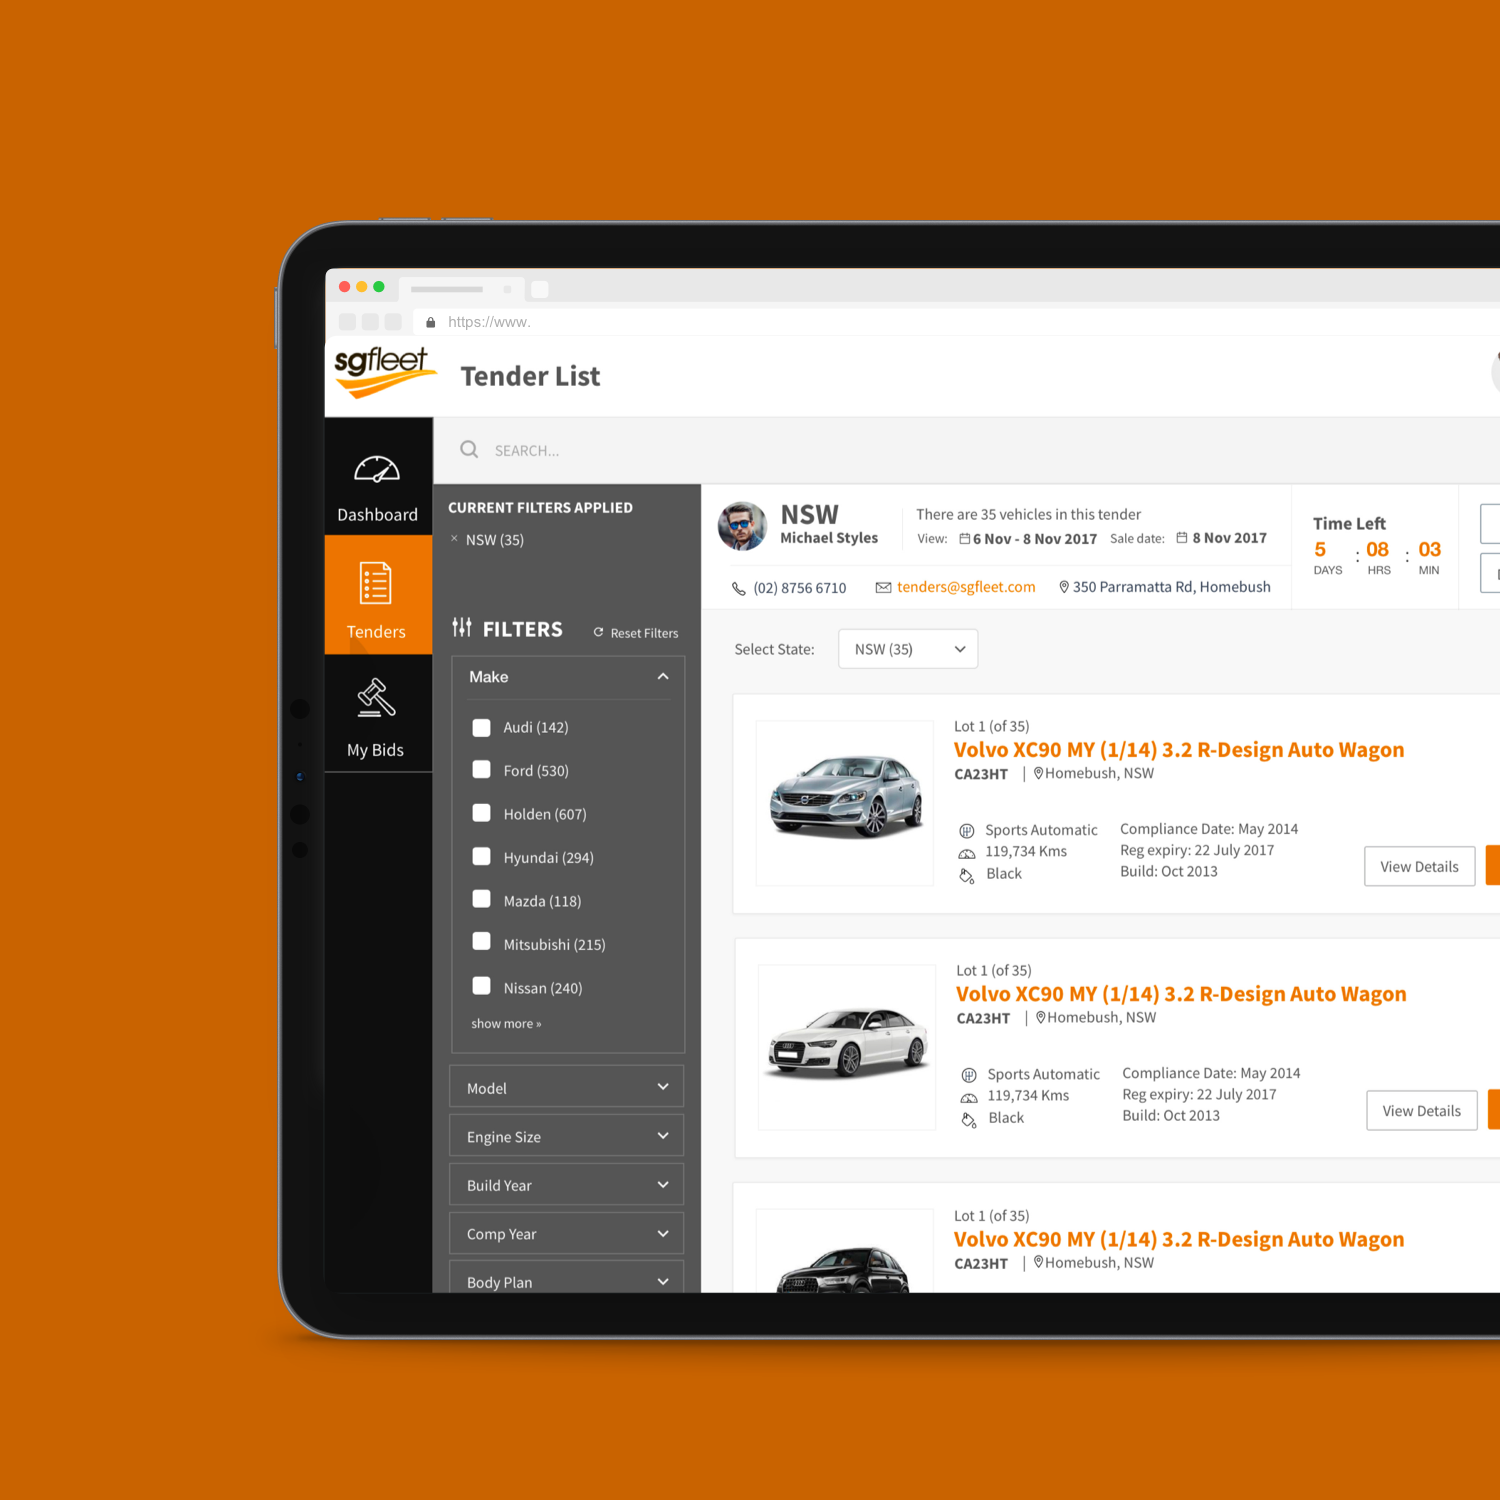 https://www.
sgfleet
Tender List
SEARCH...
Dashboard
Tenders
My Bids
CURRENT FILTERS APPLIED
× NSW (35)
FILTERS
Reset Filters
Make
Audi (142)
Ford (530)
Holden (607)
Hyundai (294)
Mazda (118)
Mitsubishi (215)
Nissan (240)
show more »
Model
Engine Size
Build Year
Comp Year
Body Plan
NSW
Michael Styles
There are 35 vehicles in this tender
View: 6 Nov - 8 Nov 2017 Sale date: 8 Nov 2017
(02) 8756 6710 tenders@sgfleet.com 350 Parramatta Rd, Homebush
Time Left
5 : 08 : 03
DAYS HRS MIN
Select State: NSW (35)
Lot 1 (of 35)
Volvo XC90 MY (1/14) 3.2 R-Design Auto Wagon
CA23HT | Homebush, NSW
Sports Automatic
119,734 Kms
Black
Compliance Date: May 2014
Reg expiry: 22 July 2017
Build: Oct 2013
View Details
Lot 1 (of 35)
Volvo XC90 MY (1/14) 3.2 R-Design Auto Wagon
CA23HT | Homebush, NSW
Sports Automatic
119,734 Kms
Black
Compliance Date: May 2014
Reg expiry: 22 July 2017
Build: Oct 2013
View Details
Lot 1 (of 35)
Volvo XC90 MY (1/14) 3.2 R-Design Auto Wagon
CA23HT | Homebush, NSW